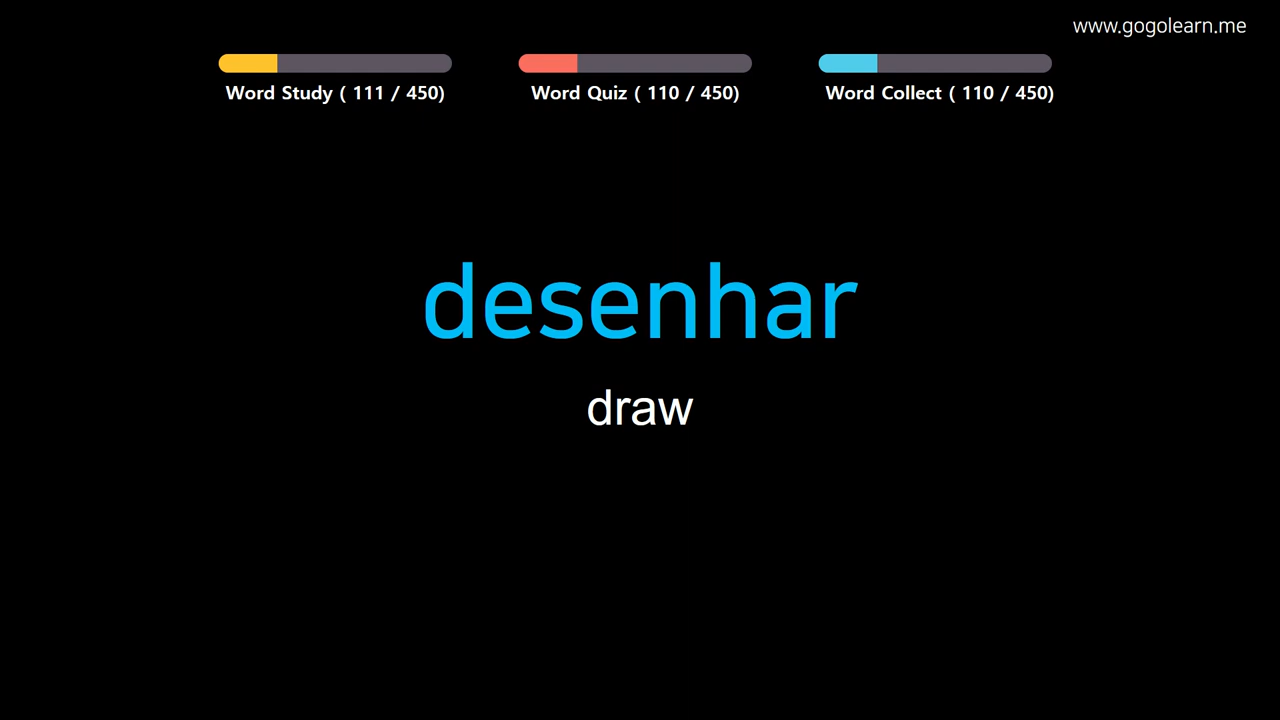 www.gogolearn.me
Word Study ( 111 / 450) Word Quiz ( 110 / 450) Word Collect ( 110 / 450)
desenhar
draw